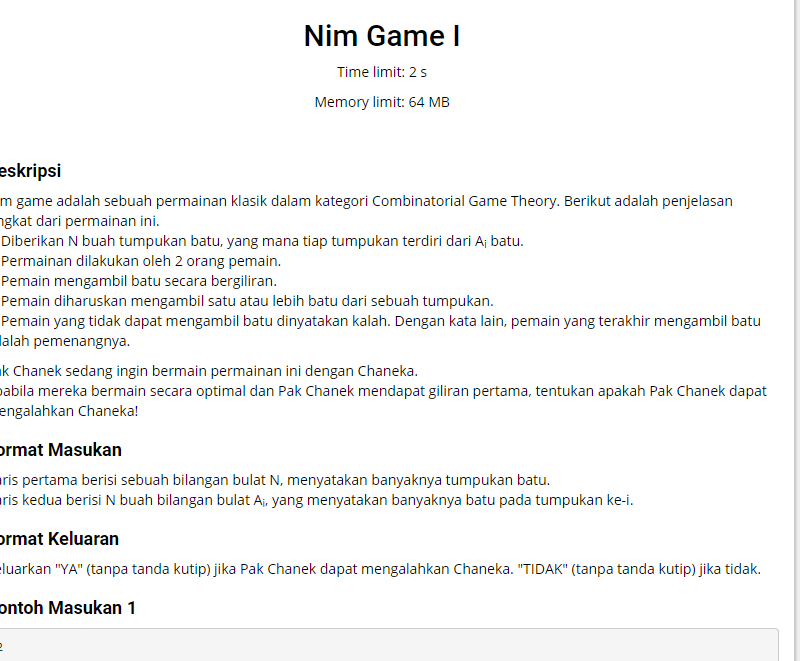 Nim Game I
Time limit: 2 s
Memory limit: 64 MB
eskripsi
m game adalah sebuah permainan klasik dalam kategori Combinatorial Game Theory. Berikut adalah penjelasan
ngkat dari permainan ini.
Diberikan N buah tumpukan batu, yang mana tiap tumpukan terdiri dari Ai batu.
Permainan dilakukan oleh 2 orang pemain.
Pemain mengambil batu secara bergiliran.
Pemain diharuskan mengambil satu atau lebih batu dari sebuah tumpukan.
Pemain yang tidak dapat mengambil batu dinyatakan kalah. Dengan kata lain, pemain yang terakhir mengambil batu
dalah pemenangnya.
ak Chanek sedang ingin bermain permainan ini dengan Chaneka.
pabila mereka bermain secara optimal dan Pak Chanek mendapat giliran pertama, tentukan apakah Pak Chanek dapat
engalahkan Chaneka!
ormat Masukan
aris pertama berisi sebuah bilangan bulat N, menyatakan banyaknya tumpukan batu.
aris kedua berisi N buah bilangan bulat Ai, yang menyatakan banyaknya batu pada tumpukan ke-i.
ormat Keluaran
eluarkan "YA" (tanpa tanda kutip) jika Pak Chanek dapat mengalahkan Chaneka. "TIDAK" (tanpa tanda kutip) jika tidak.
ontoh Masukan 1
2